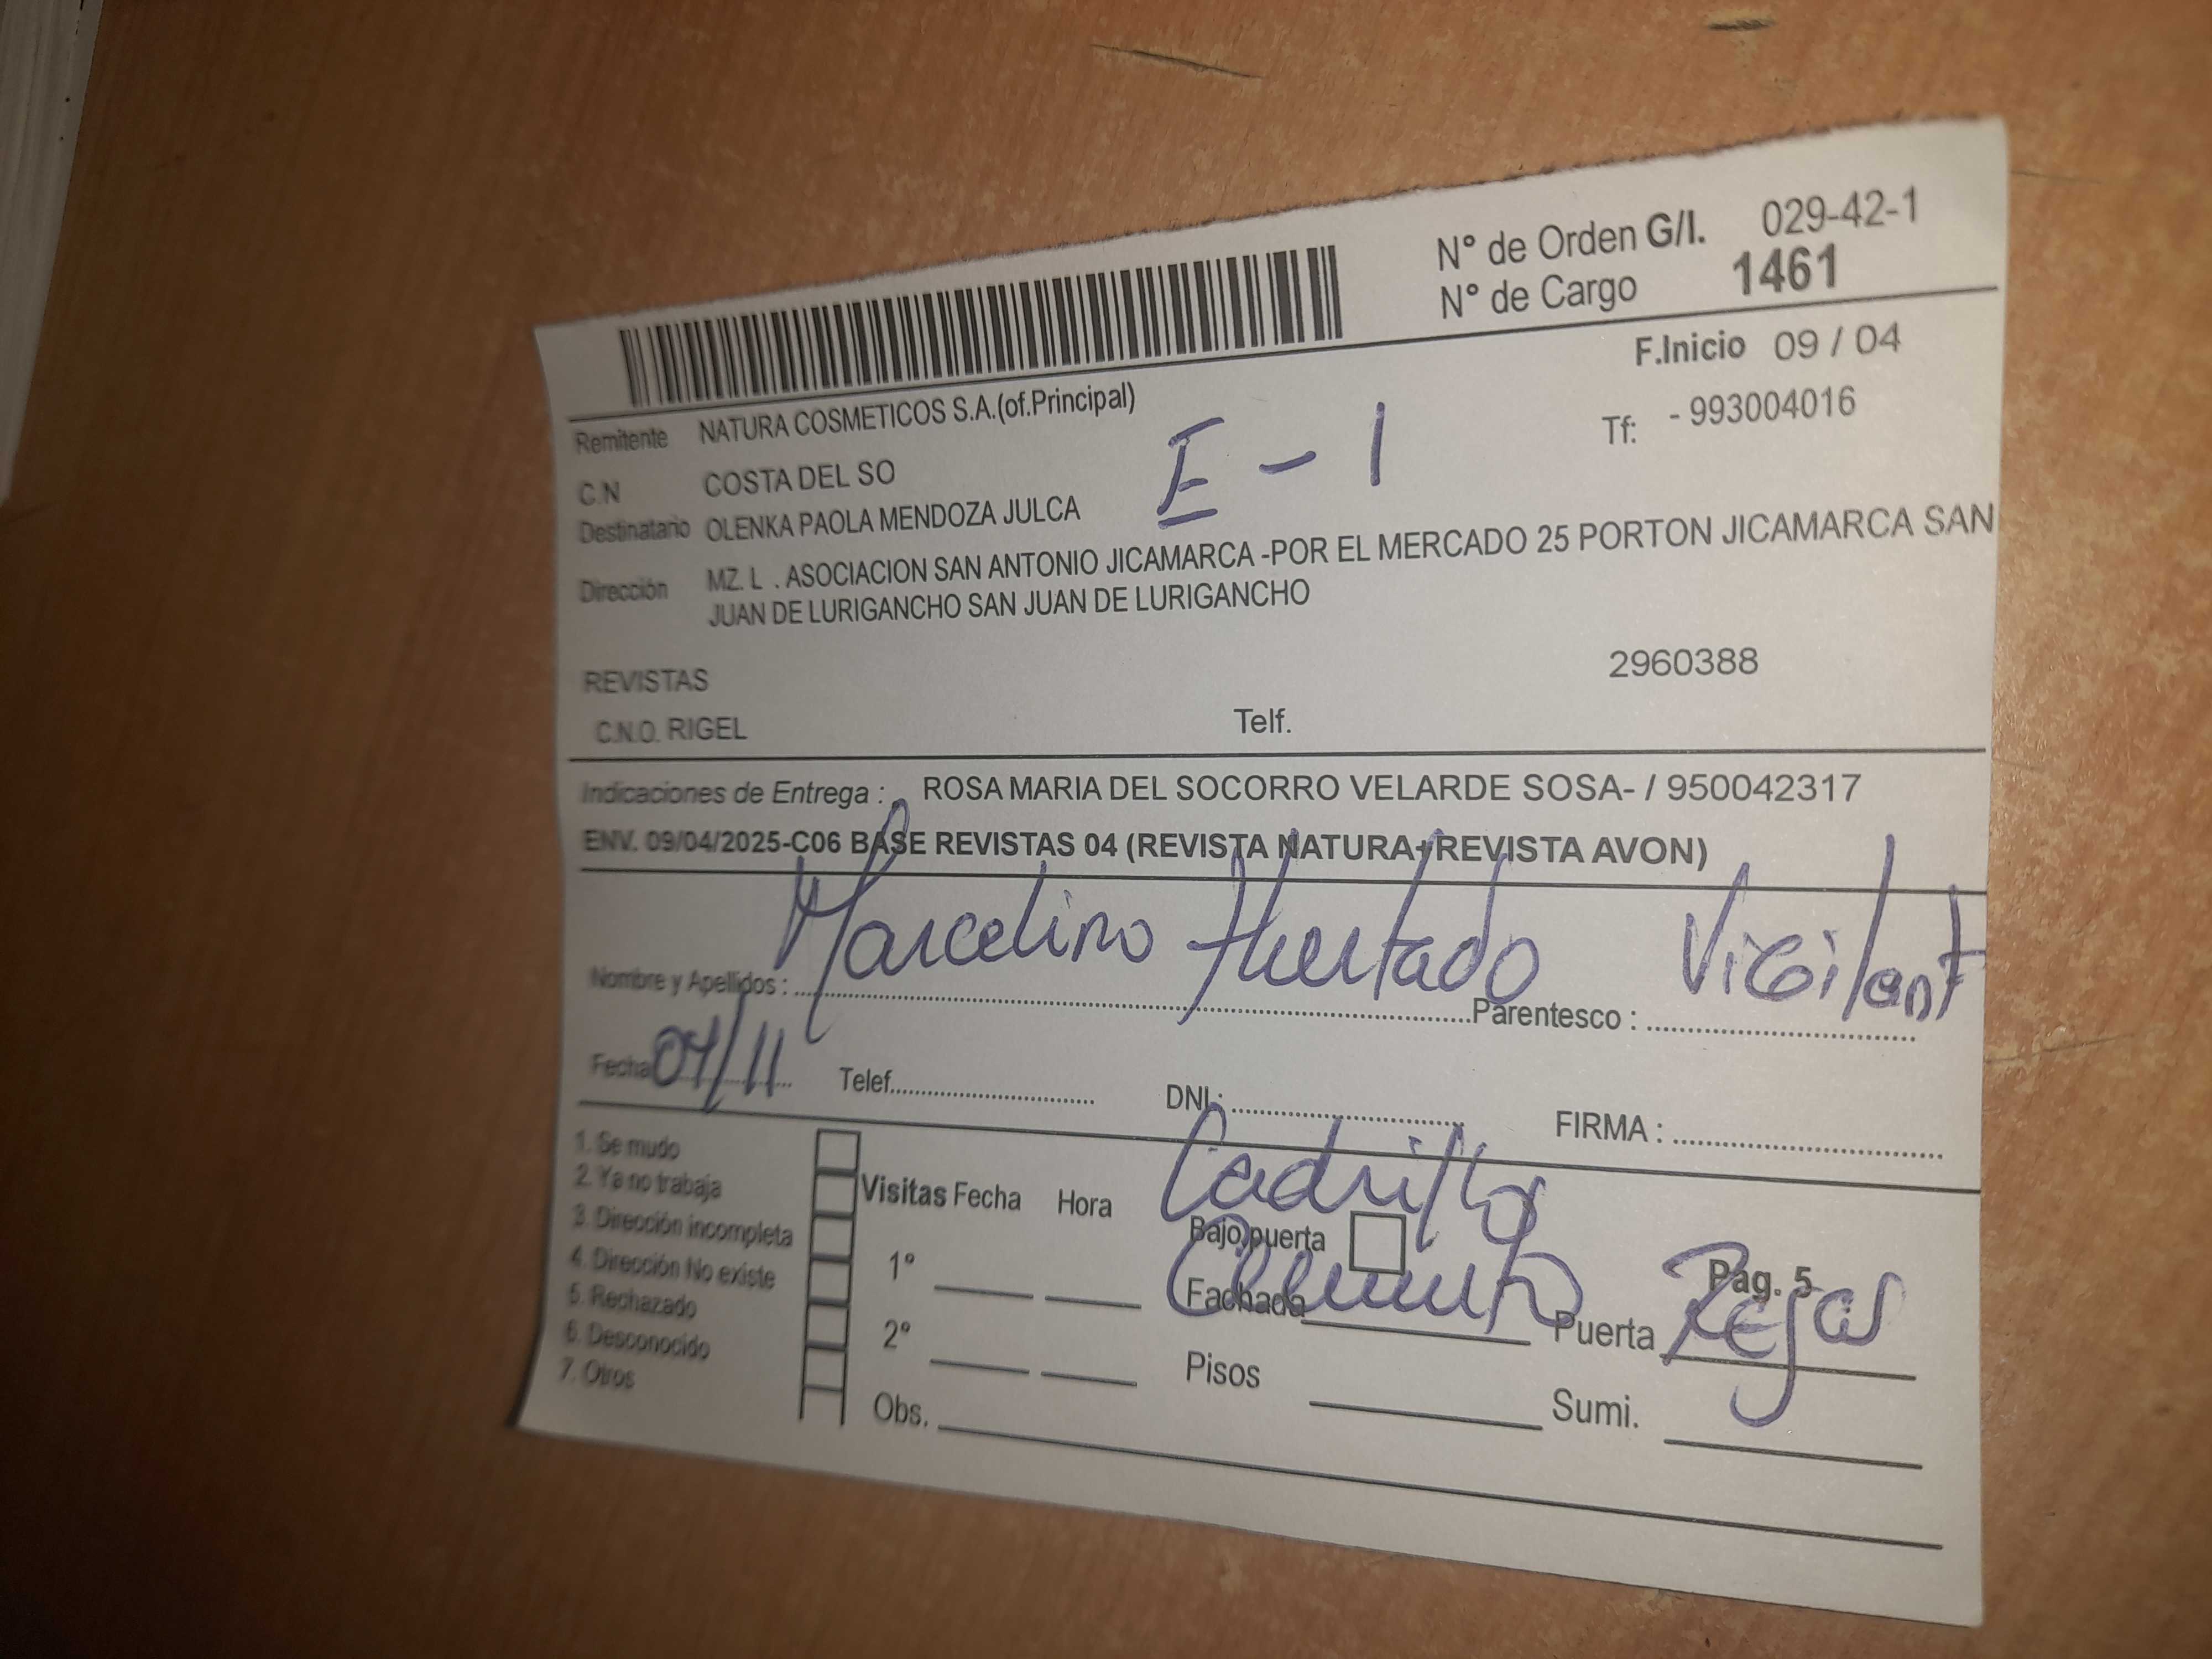 N° de Orden G/I. 029-42-1
N° de Cargo 1461
F.Inicio 09 / 04
Remitente NATURA COSMETICOS S.A.(of.Principal)
Tf: - 993004016
E - 1
C.N COSTA DEL SO
Destinatario OLENKA PAOLA MENDOZA JULCA
Dirección MZ. L . ASOCIACION SAN ANTONIO JICAMARCA -POR EL MERCADO 25 PORTON JICAMARCA SAN
JUAN DE LURIGANCHO SAN JUAN DE LURIGANCHO
REVISTAS 2960388
C.N.O. RIGEL Telf.
Indicaciones de Entrega : ROSA MARIA DEL SOCORRO VELARDE SOSA- / 950042317
ENV. 09/04/2025-C06 BASE REVISTAS 04 (REVISTA NATURA+REVISTA AVON)
Nombre y Apellidos : Marcelino Hurtado Parentesco : Vigilant
Fecha 04/11 Telef. DNI : FIRMA :
1. Se mudo
2. Ya no trabaja
3. Dirección incompleta
4. Dirección No existe
5. Rechazado
6. Desconocido
7. Otros
Visitas Fecha Hora
1°
2°
Obs.
Ladrillo
Bajo puerta
Pag. 5
Fachada Puerta Rejas
Pisos Sumi.